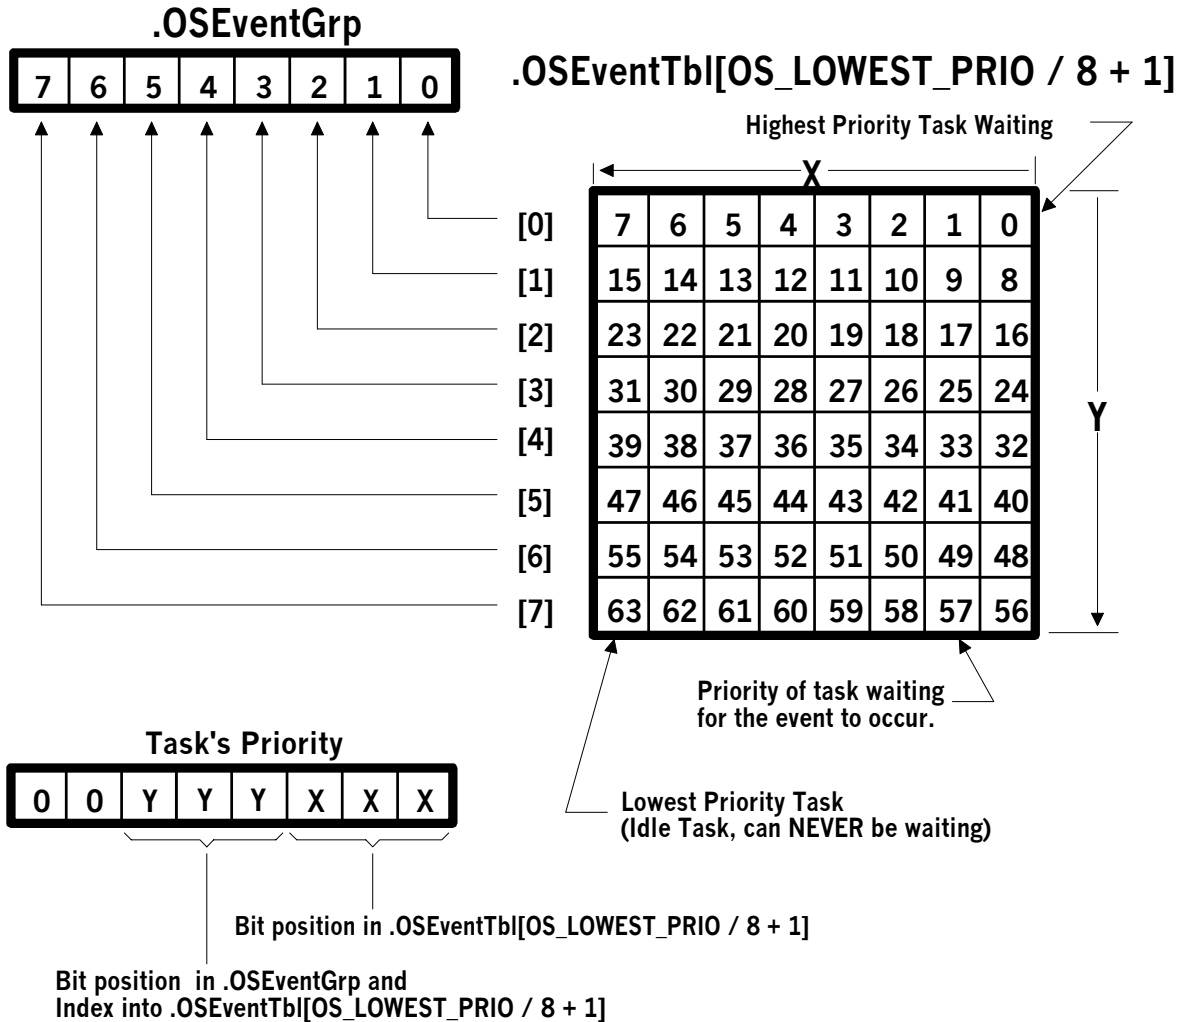 .OSEventGrp
7 6 5 4 3 2 1 0
.OSEventTbl[OS_LOWEST_PRIO / 8 + 1]
Highest Priority Task Waiting
X
[0] 7 6 5 4 3 2 1 0
[1] 15 14 13 12 11 10 9 8
[2] 23 22 21 20 19 18 17 16
[3] 31 30 29 28 27 26 25 24
[4] 39 38 37 36 35 34 33 32
[5] 47 46 45 44 43 42 41 40
[6] 55 54 53 52 51 50 49 48
[7] 63 62 61 60 59 58 57 56
Y
Priority of task waiting
for the event to occur.
Lowest Priority Task
(Idle Task, can NEVER be waiting)
Task's Priority
0 0 Y Y Y X X X
Bit position in .OSEventTbl[OS_LOWEST_PRIO / 8 + 1]
Bit position in .OSEventGrp and
Index into .OSEventTbl[OS_LOWEST_PRIO / 8 + 1]